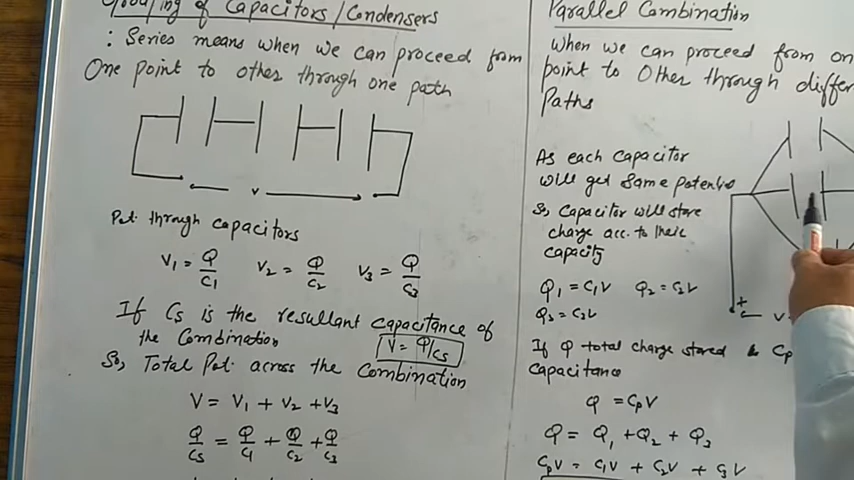 Grouping of Capacitors/Condensers
: Series means when we can proceed from
One point to other through one path
v
Pot. through capacitors
V1 = Q/C1 V2 = Q/C2 V3 = Q/C3
If Cs is the resultant capacitance of
the Combination V = Q/Cs
So, Total Pot. across the Combination
V = V1 + V2 + V3
Q/Cs = Q/C1 + Q/C2 + Q/C3
Parallel Combination
When we can proceed from
point to Other through
Paths
As each capacitor
will get same
So, Capacitor will store
charge acc. to their
capacity
Q1 = C1V Q2 = C2V
+
v
If Q total charge stored & Cp
Capacitance
Q = CpV
Q = Q1 + Q2 + Q3
CpV = C1V + C2V + C3V